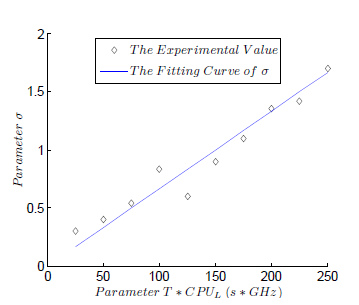 2
The Experimental Value
The Fitting Curve of σ
1.5
1
0.5
0
Parameter σ
0 50 100 150 200 250
Parameter T * CPU_L (s * GHz)